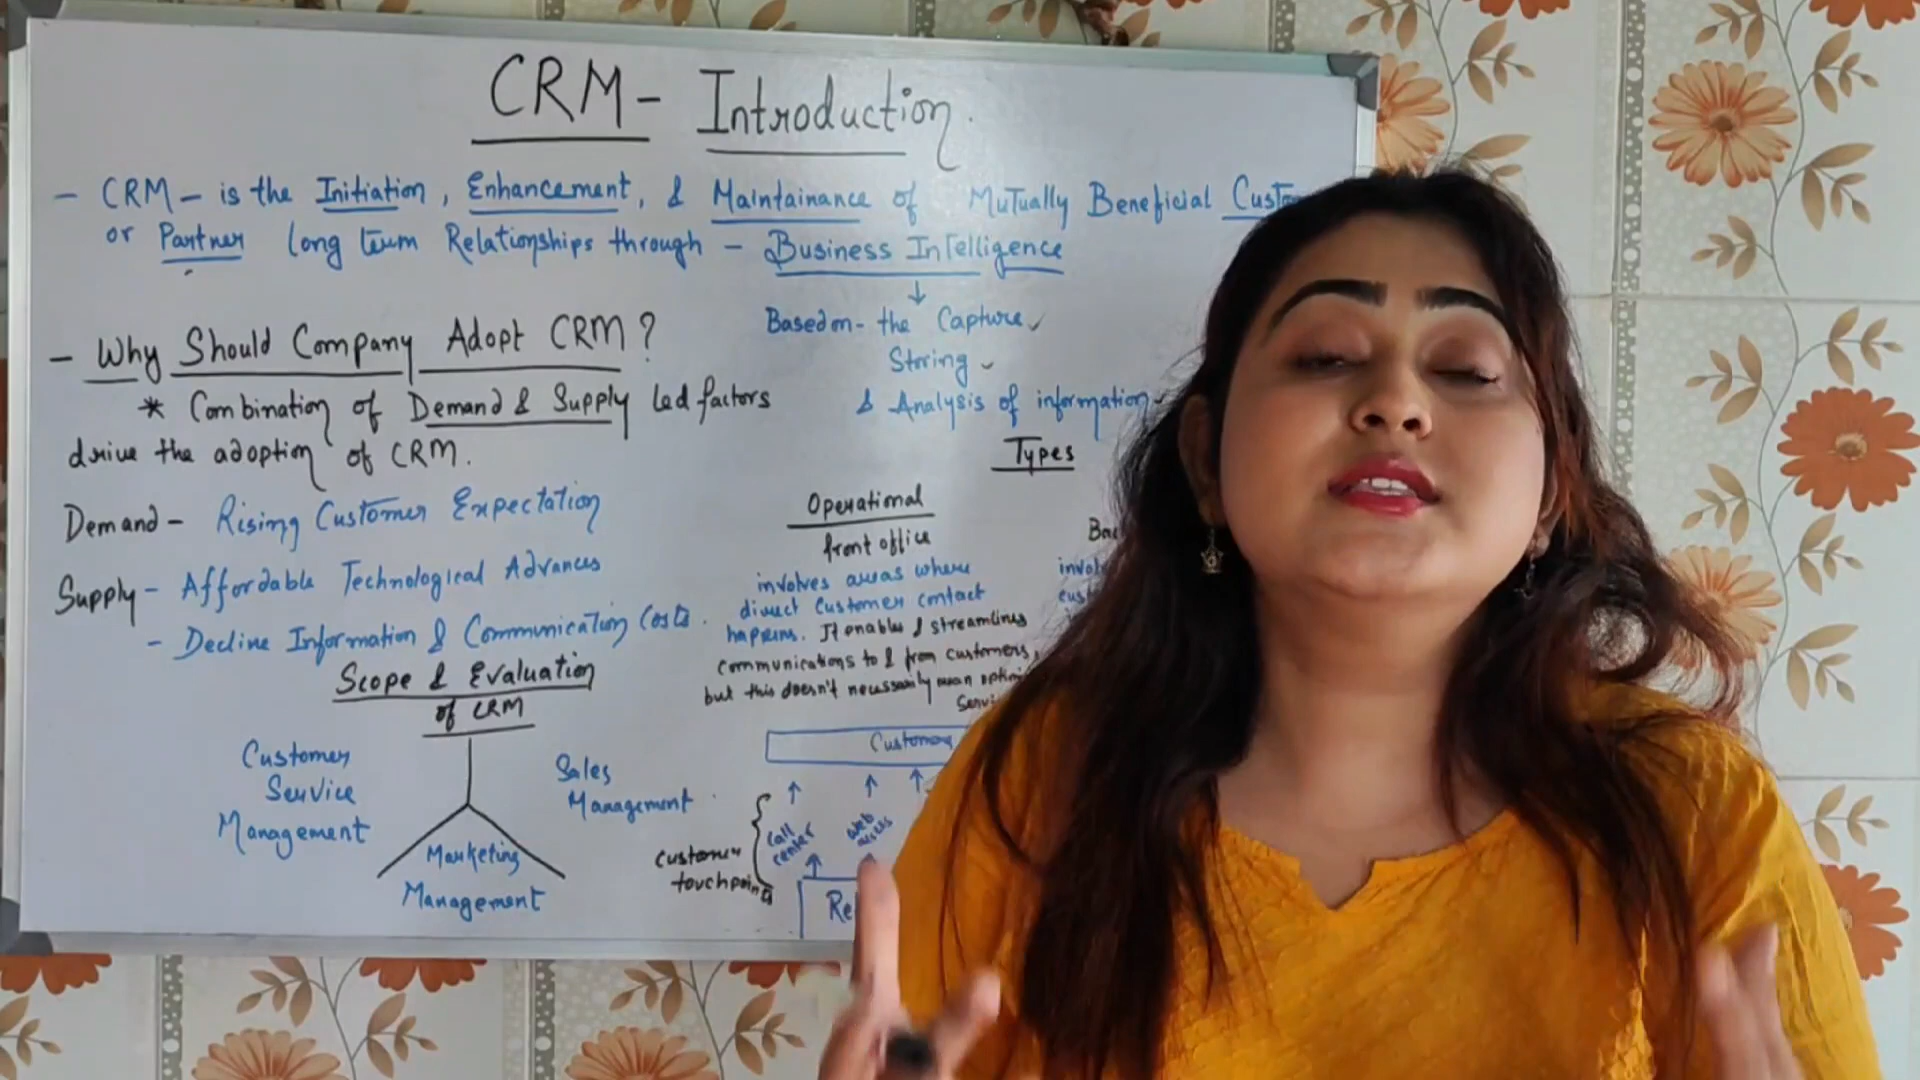 CRM - Introduction.
- CRM - is the Initiation, Enhancement, & Maintainance of Mutually Beneficial
or Partner long term Relationships through - Business Intelligence
↓
Based on - the Capture ✓
Storing ✓
& Analysis of information ✓
- Why Should Company Adopt CRM?
* Combination of Demand & Supply led factors
drive the adoption of CRM.
Demand - Rising Customer Expectation
Supply - Affordable Technological Advances
- Decline Information & Communication Costs.
Scope & Evaluation
of CRM
Customer
Service
Management
Sales
Management
Marketing
Management
Types
Operational
front office
involves areas where
direct customer contact
happens. It enables & streamlines
communications to & from customers,
but this doesn't necessarily mean
Customer
Call
center
web
access
Customer
touchpoing